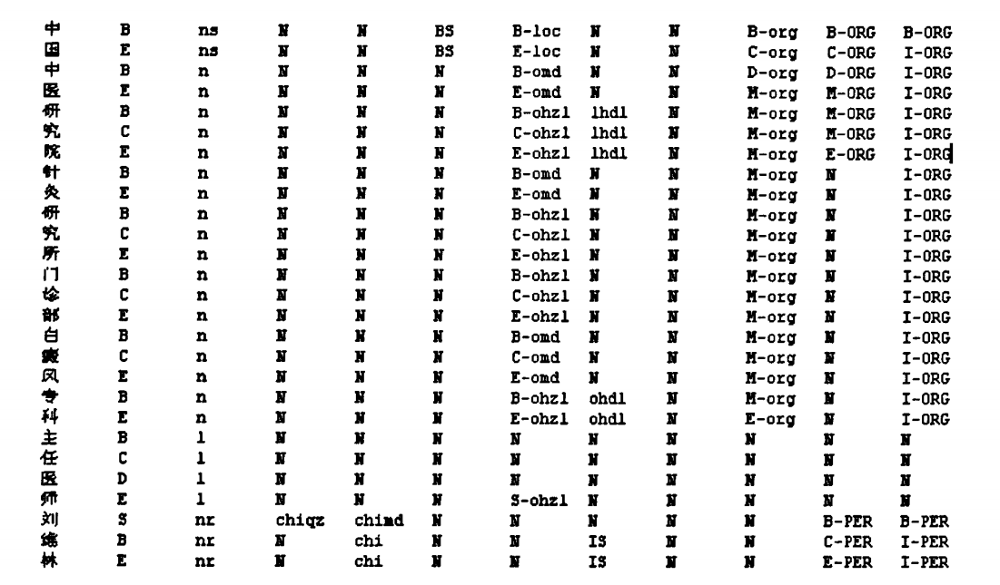 中 B ns N N BS B-loc N N B-org B-ORG B-ORG
国 E ns N N BS E-loc N N C-org C-ORG I-ORG
中 B n N N N B-omd N N D-org D-ORG I-ORG
医 E n N N N E-omd N N M-org M-ORG I-ORG
研 B n N N N B-ohzl lhdl N M-org M-ORG I-ORG
究 C n N N N C-ohzl lhdl N M-org M-ORG I-ORG
院 E n N N N E-ohzl lhdl N M-org E-ORG I-ORG
针 B n N N N B-omd N N M-org N I-ORG
灸 E n N N N E-omd N N M-org N I-ORG
研 B n N N N B-ohzl N N M-org N I-ORG
究 C n N N N C-ohzl N N M-org N I-ORG
所 E n N N N E-ohzl N N M-org N I-ORG
门 B n N N N B-ohzl N N M-org N I-ORG
诊 C n N N N C-ohzl N N M-org N I-ORG
部 E n N N N E-ohzl N N M-org N I-ORG
白 B n N N N B-omd N N M-org N I-ORG
癜 C n N N N C-omd N N M-org N I-ORG
风 E n N N N E-omd N N M-org N I-ORG
专 B n N N N B-ohzl ohdl N M-org N I-ORG
科 E n N N N E-ohzl ohdl N E-org N I-ORG
主 B l N N N N N N N N N
任 C l N N N N N N N N N
医 D l N N N N N N N N N
师 E l N N N S-ohzl N N N N N
刘 S nr chiqz chimd N N N N N B-PER B-PER
B nr N chi N N IS N N C-PER I-PER
林 E nr N chi N N IS N N E-PER I-PER